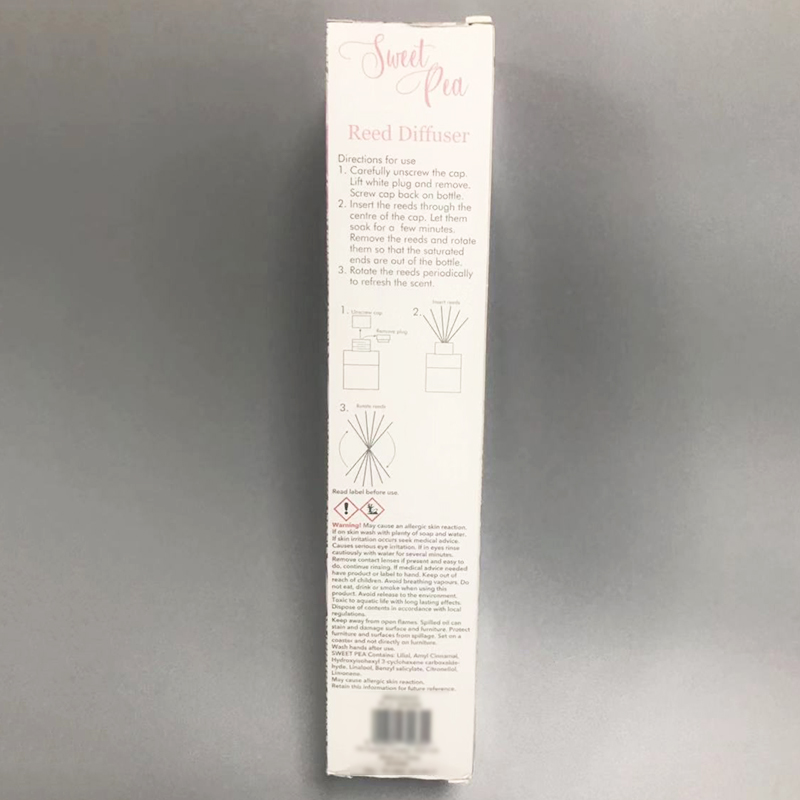 Sweet
Pea
Reed Diffuser
Directions for use
1. Carefully unscrew the cap.
Lift white plug and remove.
Screw cap back on bottle.
2. Insert the reeds through the
centre of the cap. Let them
soak for a few minutes.
Remove the reeds and rotate
them so that the saturated
ends are out of the bottle.
3. Rotate the reeds periodically
to refresh the scent.
1. Unscrew cap
Remove plug
2. Insert reeds
3. Rotate reeds
Read label before use.
Warning! May cause an allergic skin reaction.
If on skin wash with plenty of soap and water.
If skin irritation occurs seek medical advice.
Causes serious eye irritation. If in eyes rinse
cautiously with water for several minutes.
Remove contact lenses if present and easy to
do, continue rinsing. If medical advice needed
have product or label to hand. Keep out of
reach of children. Avoid breathing vapours. Do
not eat, drink or smoke when using this
product. Avoid release to the environment.
Toxic to aquatic life with long lasting effects
Dispose of contents in accordance with local
regulations.
Keep away from open flames. Spilled oil can
stain and damage surface and furniture. Protect
furniture and surfaces from spillage. Set on a
coaster and not directly on furniture.
Wash hands after use.
SWEET PEA Contains: Lilial, Amyl Cinnamal,
Hydroxyisohexyl 3-cyclohexene carboxalde-
hyde, Linalool, Benzyl salicylate, Citronellol,
Limonene.
May cause allergic skin reaction.
Retain this information for future reference.